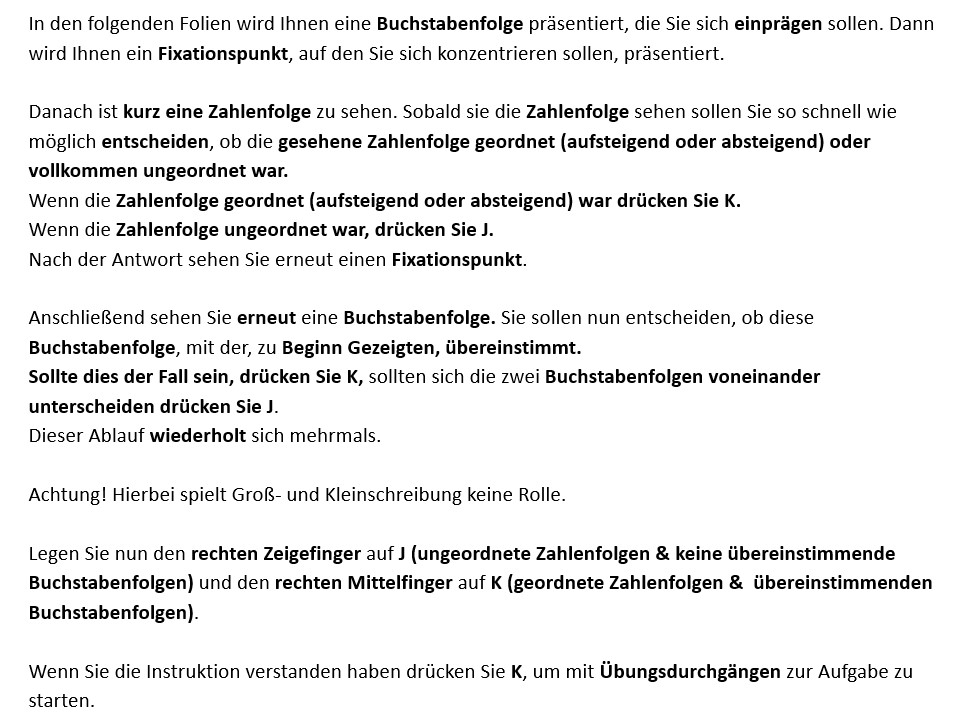 In den folgenden Folien wird Ihnen eine Buchstabenfolge präsentiert, die Sie sich einprägen sollen. Dann
wird Ihnen ein Fixationspunkt, auf den Sie sich konzentrieren sollen, präsentiert.
Danach ist kurz eine Zahlenfolge zu sehen. Sobald sie die Zahlenfolge sehen sollen Sie so schnell wie
möglich entscheiden, ob die gesehene Zahlenfolge geordnet (aufsteigend oder absteigend) oder
vollkommen ungeordnet war.
Wenn die Zahlenfolge geordnet (aufsteigend oder absteigend) war drücken Sie K.
Wenn die Zahlenfolge ungeordnet war, drücken Sie J.
Nach der Antwort sehen Sie erneut einen Fixationspunkt.
Anschließend sehen Sie erneut eine Buchstabenfolge. Sie sollen nun entscheiden, ob diese
Buchstabenfolge, mit der, zu Beginn Gezeigten, übereinstimmt.
Sollte dies der Fall sein, drücken Sie K, sollten sich die zwei Buchstabenfolgen voneinander
unterscheiden drücken Sie J.
Dieser Ablauf wiederholt sich mehrmals.
Achtung! Hierbei spielt Groß- und Kleinschreibung keine Rolle.
Legen Sie nun den rechten Zeigefinger auf J (ungeordnete Zahlenfolgen & keine übereinstimmende
Buchstabenfolgen) und den rechten Mittelfinger auf K (geordnete Zahlenfolgen & übereinstimmenden
Buchstabenfolgen).
Wenn Sie die Instruktion verstanden haben drücken Sie K, um mit Übungsdurchgängen zur Aufgabe zu
starten.